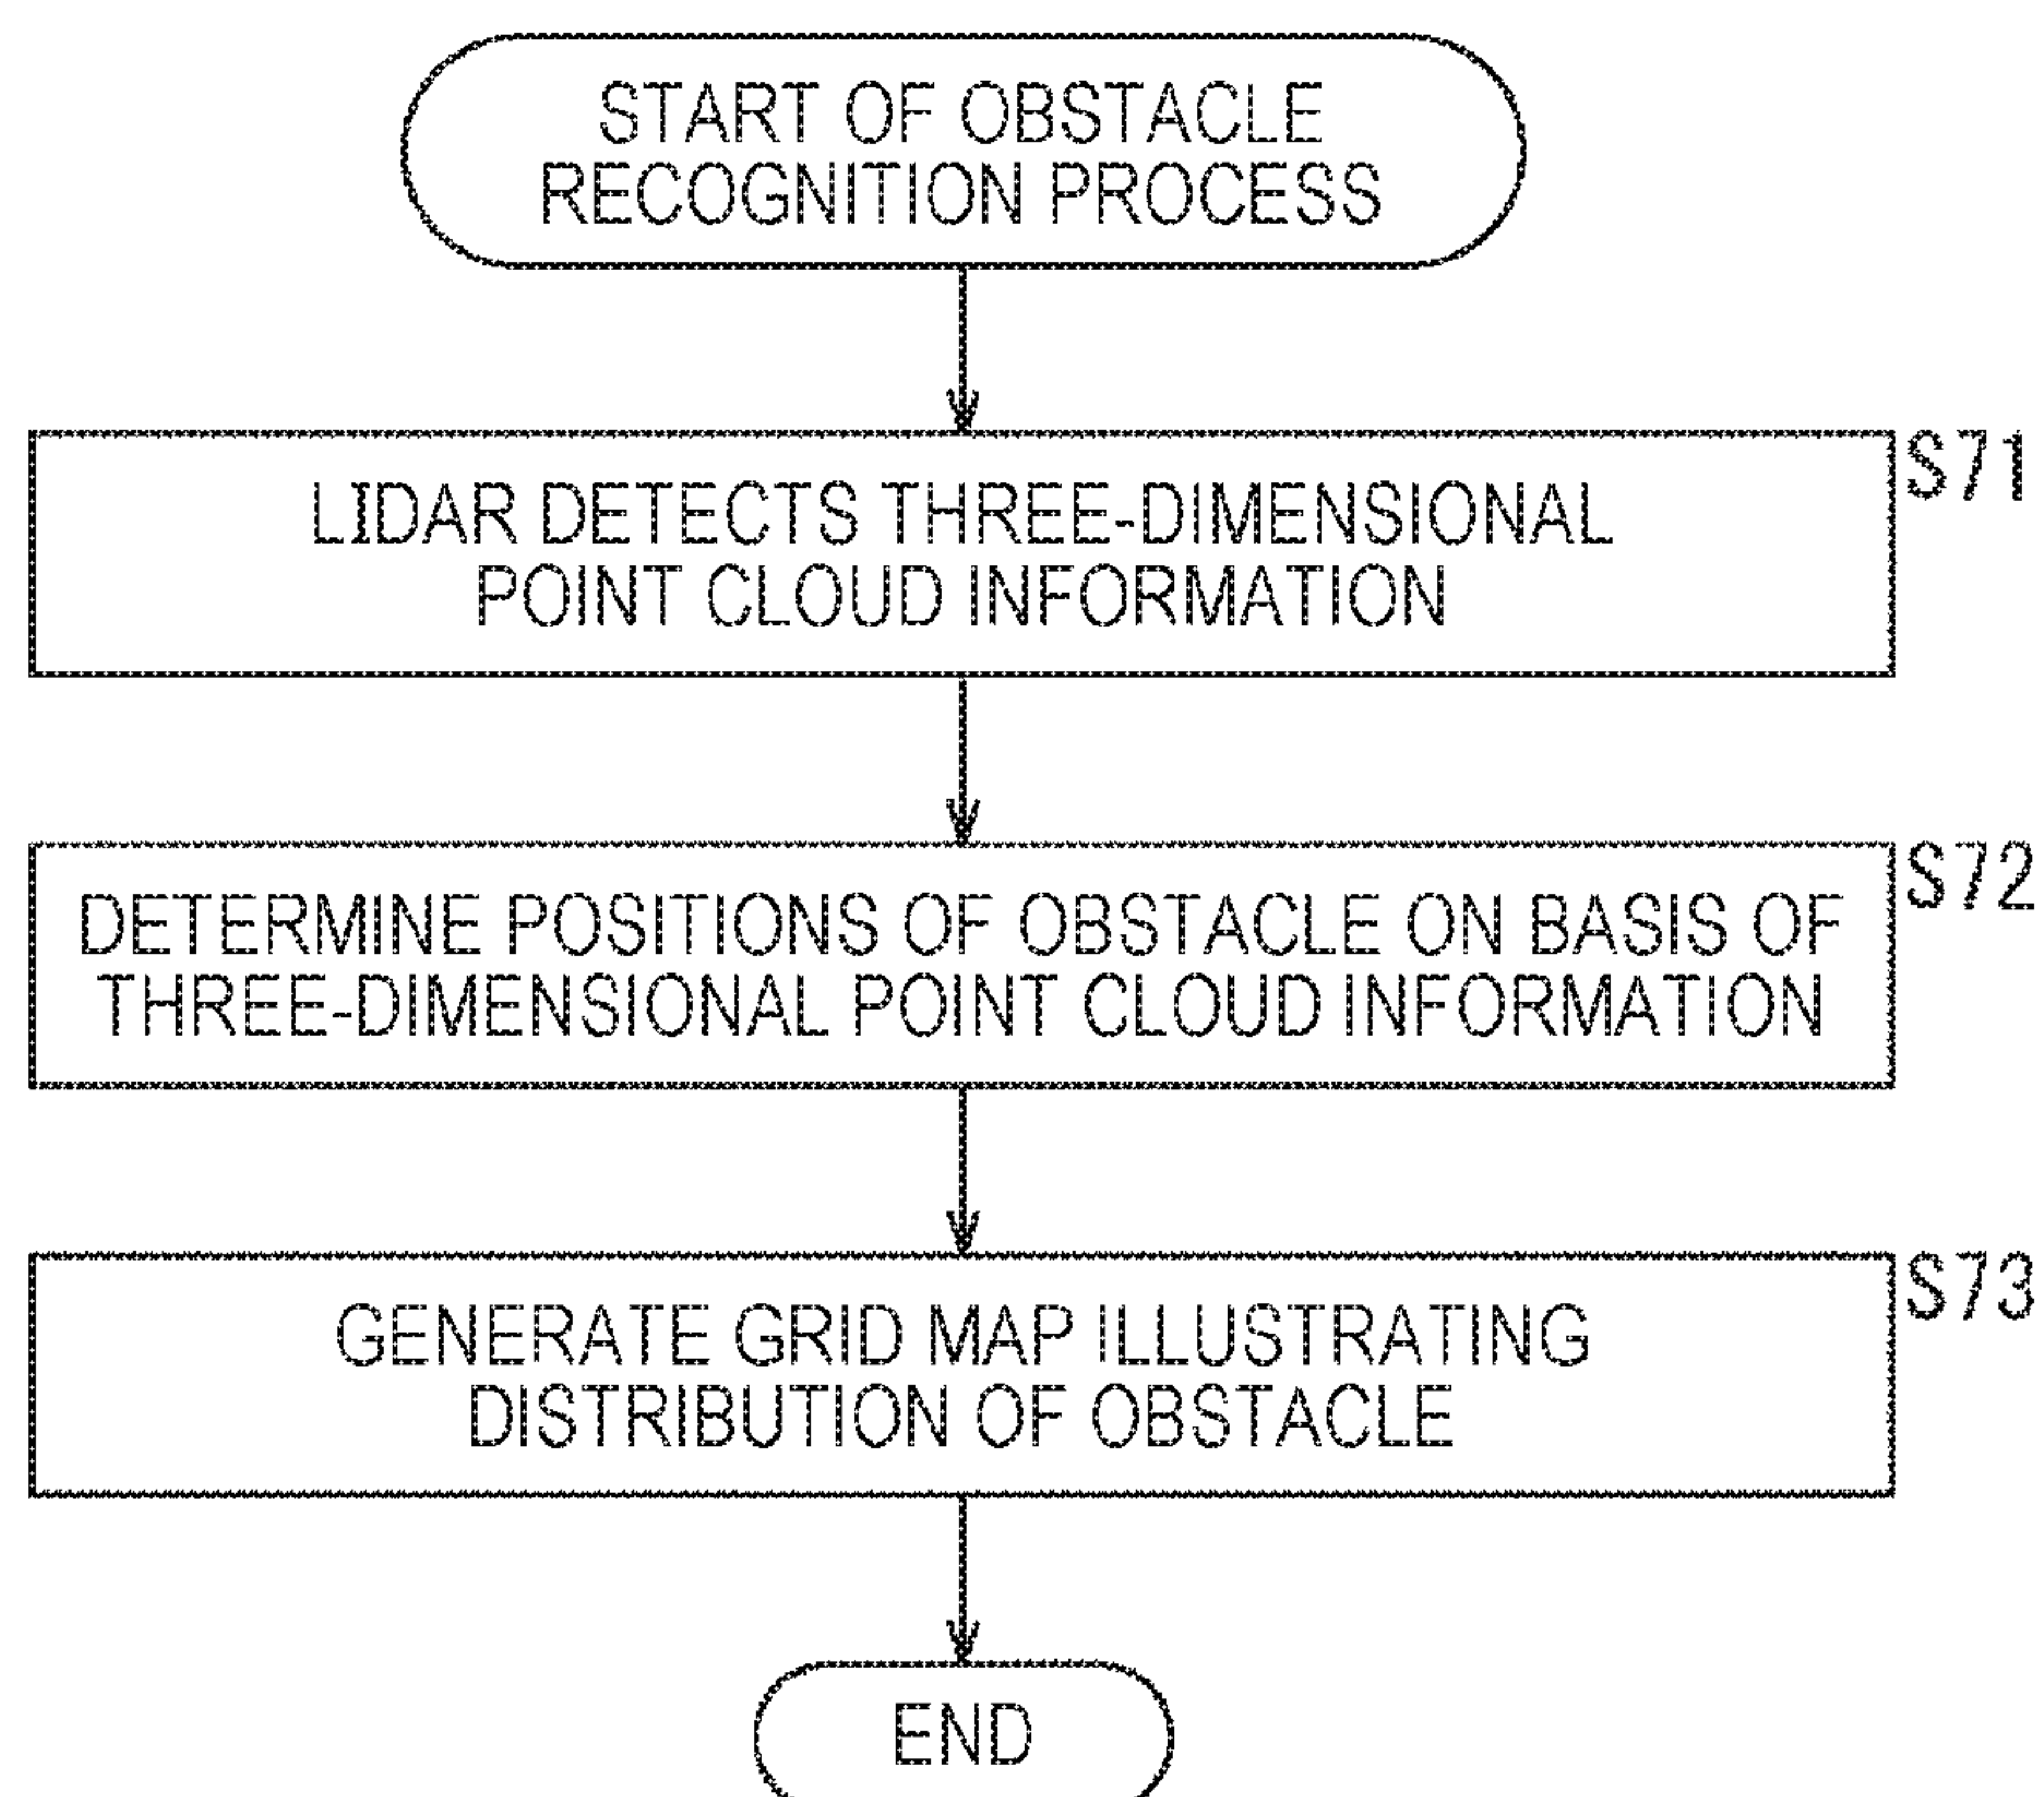 START OF OBSTACLE
RECOGNITION PROCESS
S71
LIDAR DETECTS THREE-DIMENSIONAL
POINT CLOUD INFORMATION
S72
DETERMINE POSITIONS OF OBSTACLE ON BASIS OF
THREE-DIMENSIONAL POINT CLOUD INFORMATION
S73
GENERATE GRID MAP ILLUSTRATING
DISTRIBUTION OF OBSTACLE
END